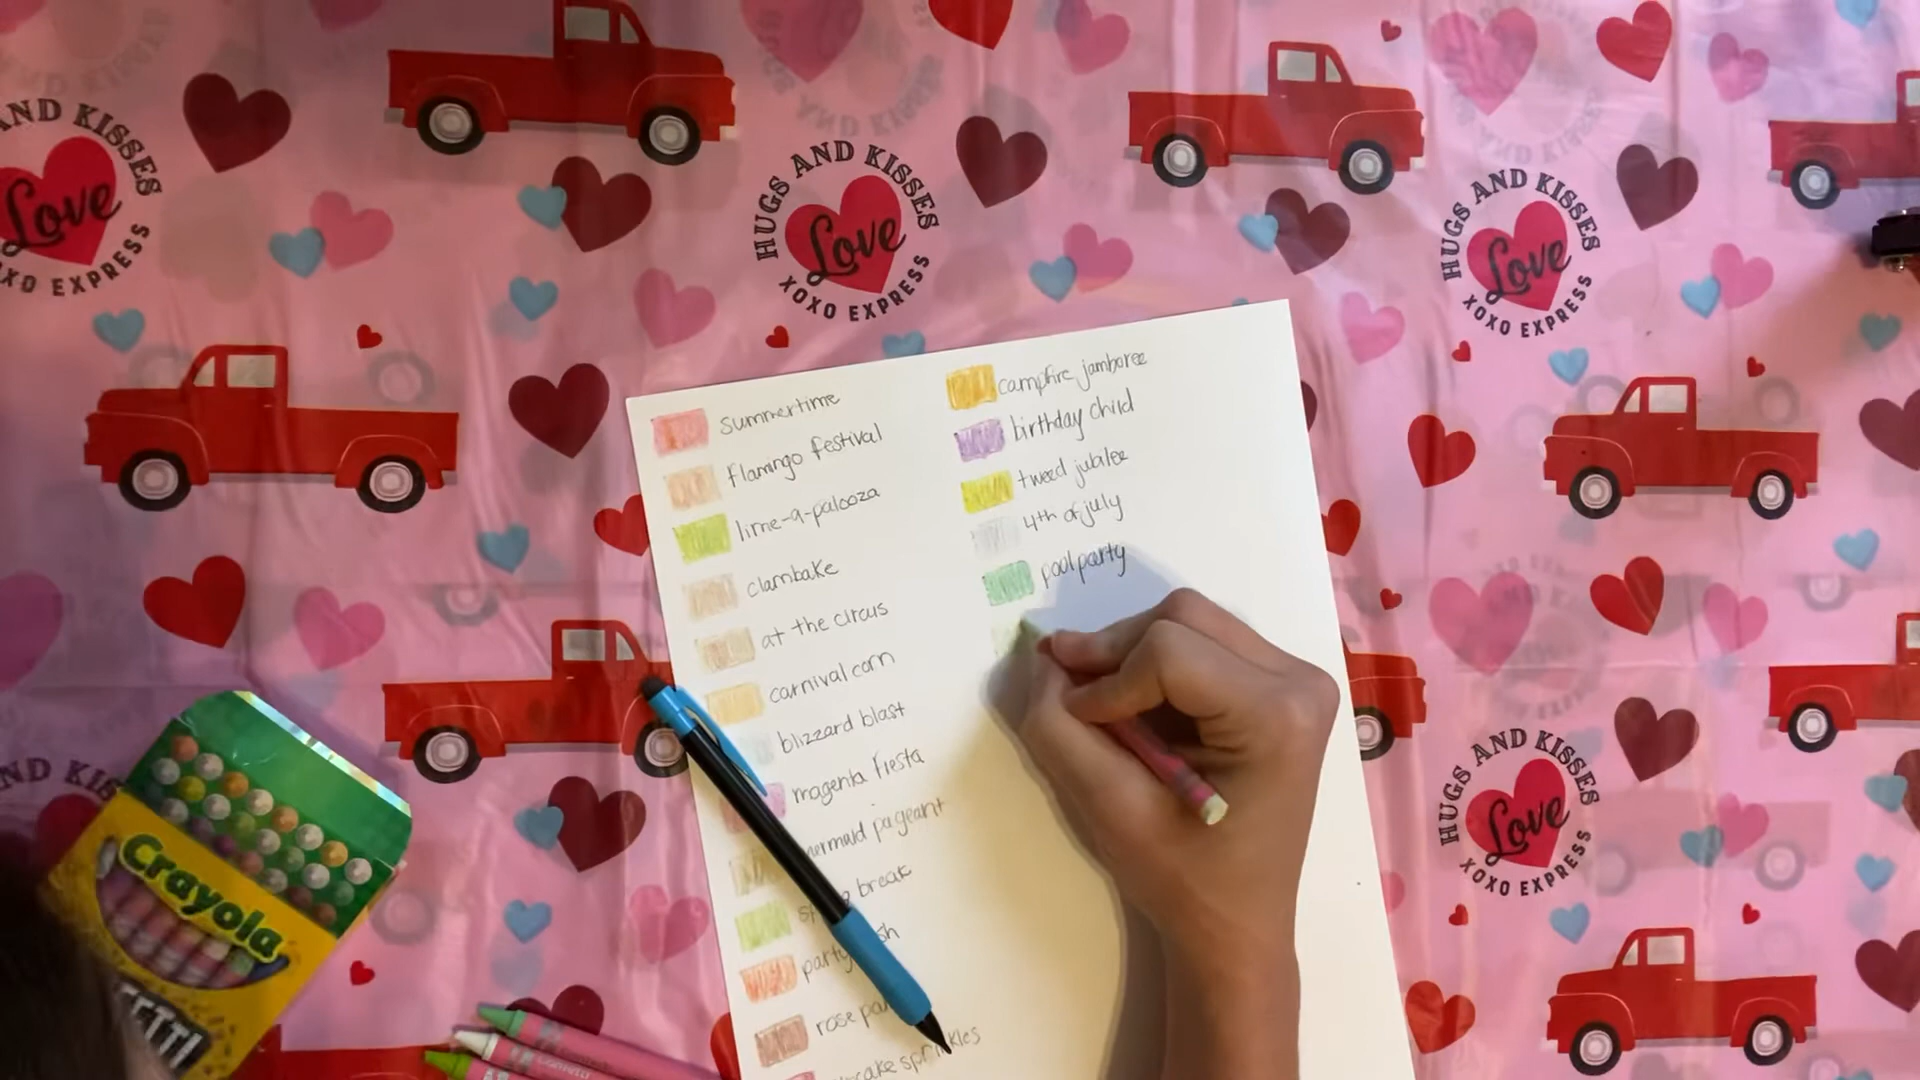 AND KISSES
Love
XOXO EXPRESS
HUGS AND KISSES
Love
XOXO EXPRESS
HUGS AND KISSES
Love
XOXO EXPRESS
summertime
flamingo festival
lime-a-palooza
clambake
at the circus
carnival corn
blizzard blast
magenta fiesta
mermaid pageant
break
party
rose
sprinkles
campfire jamboree
birthday child
tweed jubilee
4th of july
pool party
HUGS AND KISSES
Love
XOXO EXPRESS
Crayola